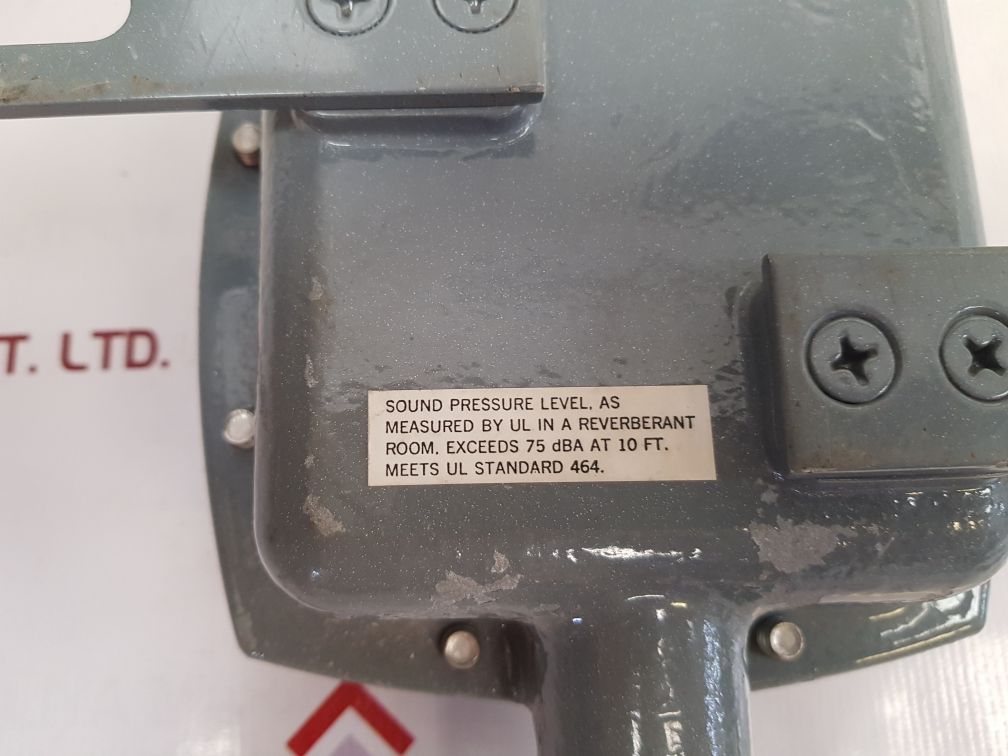 T. LTD.
SOUND PRESSURE LEVEL, AS
MEASURED BY UL IN A REVERBERANT
ROOM, EXCEEDS 75 dBA AT 10 FT.
MEETS UL STANDARD 464.